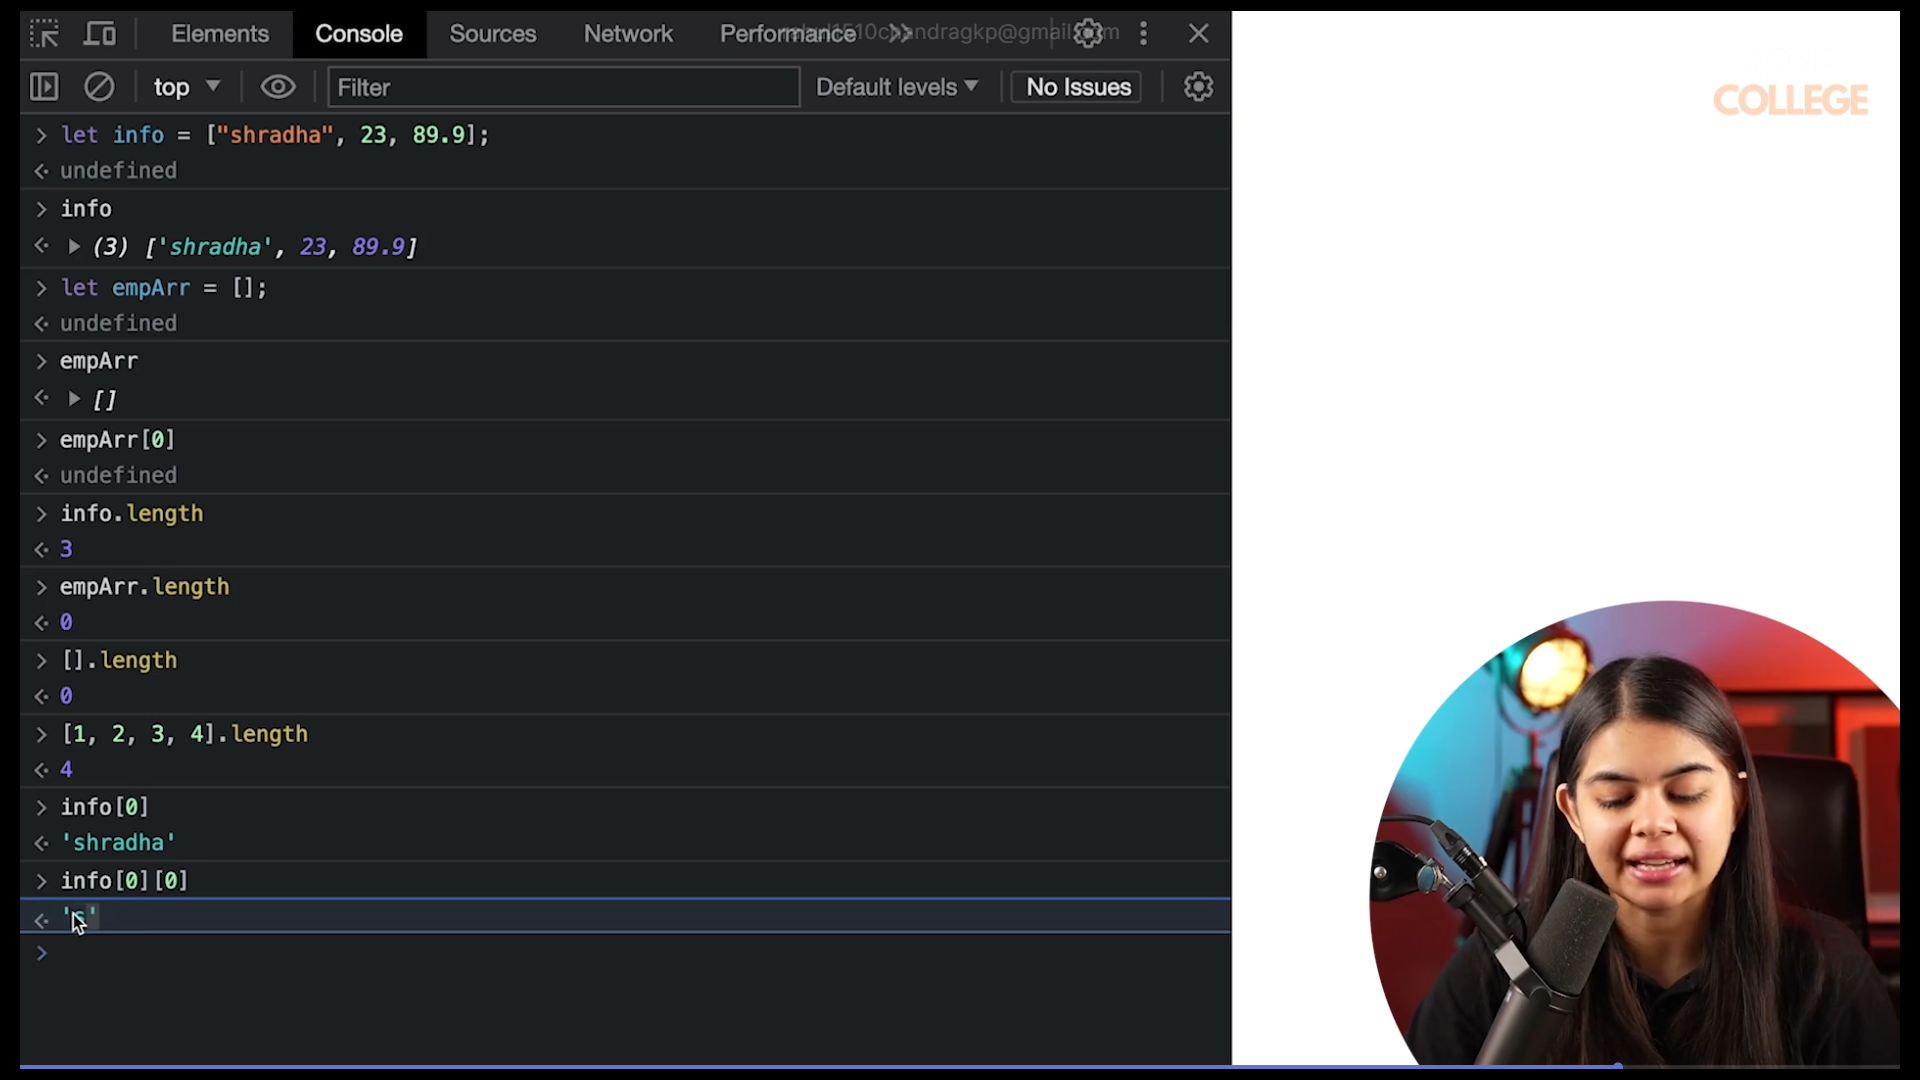 Elements Console Sources Network Performance
top Filter Default levels No Issues
COLLEGE
> let info = ["shradha", 23, 89.9];
undefined
> info
(3) ['shradha', 23, 89.9]
> let empArr = [];
undefined
> empArr
[]
> empArr[0]
undefined
> info.length
3
> empArr.length
0
> [].length
0
> [1, 2, 3, 4].length
4
> info[0]
'shradha'
> info[0][0]
's'
>